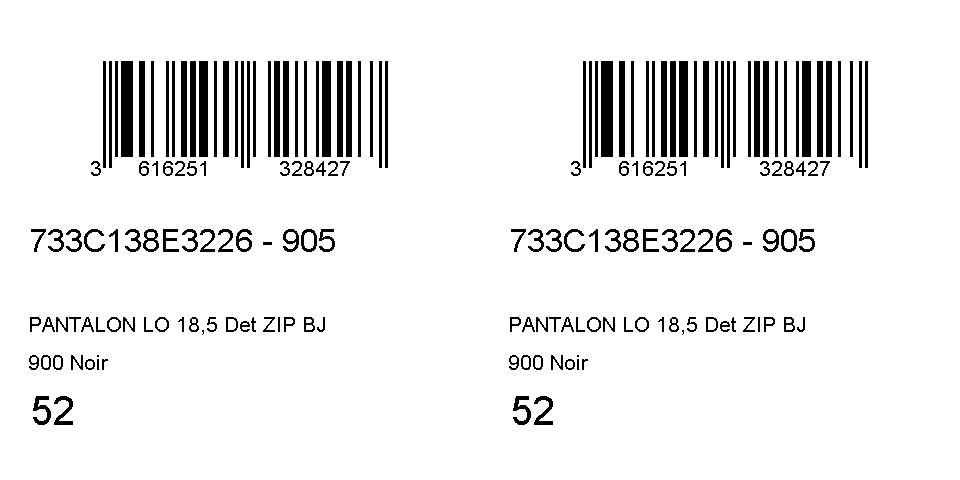 3 616251 328427
733C138E3226 - 905
PANTALON LO 18,5 Det ZIP BJ
900 Noir
52
3 616251 328427
733C138E3226 - 905
PANTALON LO 18,5 Det ZIP BJ
900 Noir
52